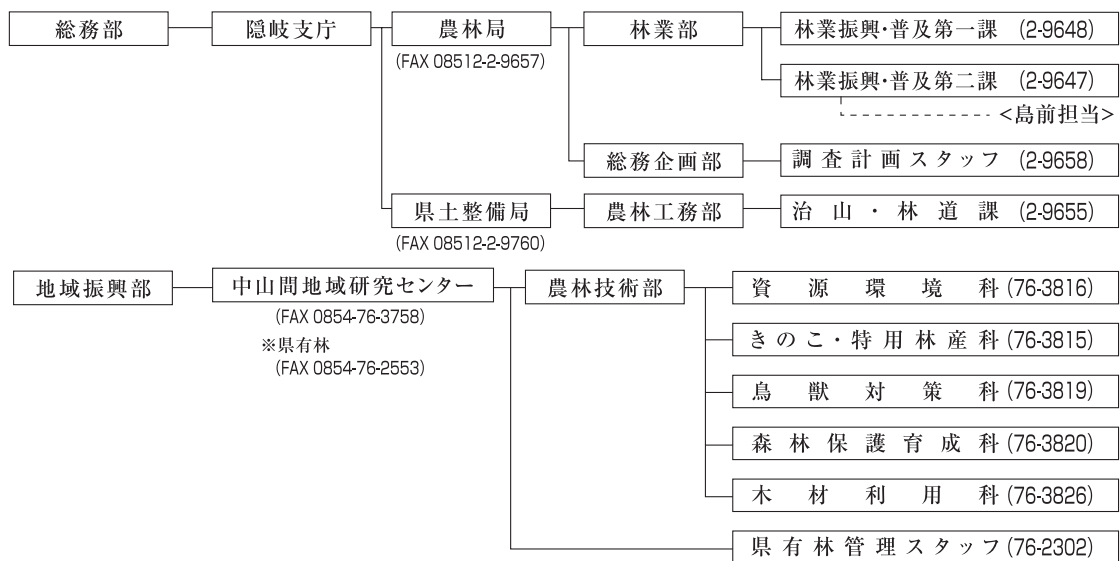 総務部 隠岐支庁 農林局 林業部 林業振興・普及第一課 (2-9648)
(FAX 08512-2-9657)
林業振興・普及第二課 (2-9647)
<島前担当>
総務企画部 調査計画スタッフ (2-9658)
県土整備局 農林工務部 治山・林道課 (2-9655)
(FAX 08512-2-9760)
地域振興部 中山間地域研究センター 農林技術部 資源環境科 (76-3816)
(FAX 0854-76-3758)
※県有林
(FAX 0854-76-2553)
きのこ・特用林産科 (76-3815)
鳥獣対策科 (76-3819)
森林保護育成科 (76-3820)
木材利用科 (76-3826)
県有林管理スタッフ (76-2302)